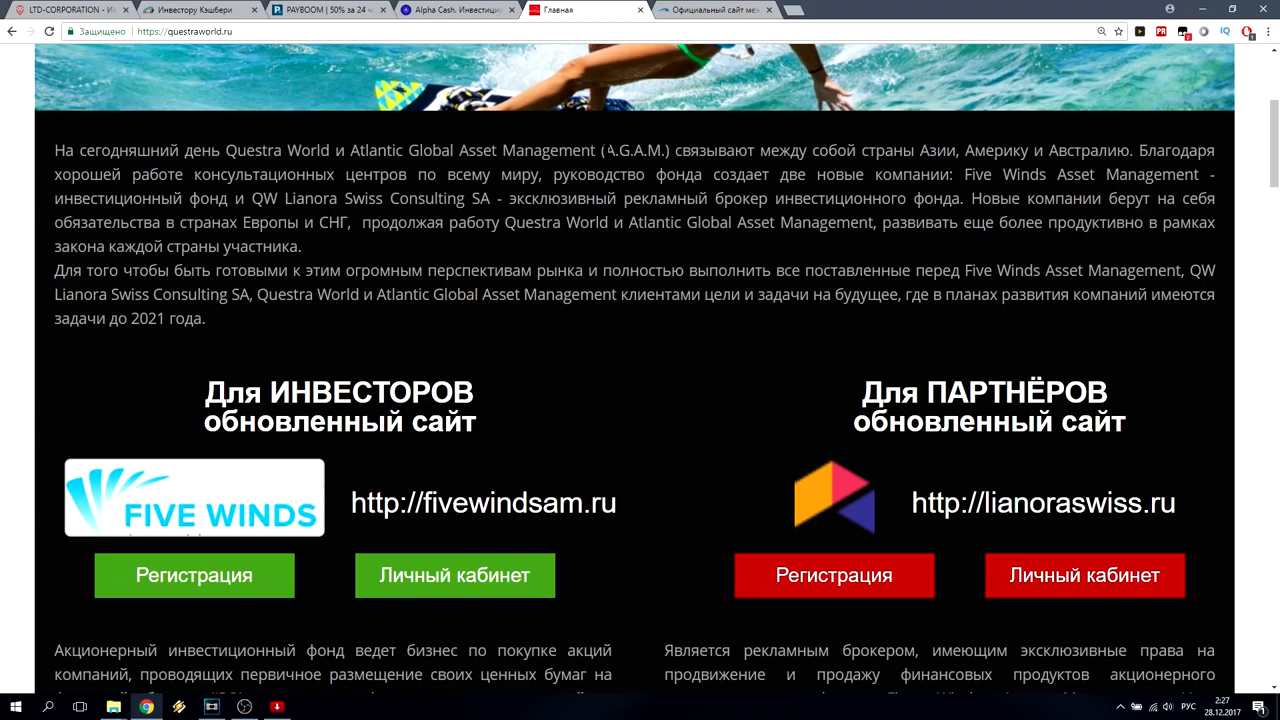 LTD-CORPORATION - Ин
Инвестору Кэшбери
PAYBOOM | 50% за 24 ч
Alpha Cash. Инвестици
Главная
Официальный сайт ме
Защищено
https://questraworld.ru
PR
2
IQ
1
На сегодняшний день Questra World и Atlantic Global Asset Management (A.G.A.M.) связывают между собой страны Азии, Америку и Австралию. Благодаря
хорошей работе консультационных центров по всему миру, руководство фонда создает две новые компании: Five Winds Asset Management -
инвестиционный фонд и QW Lianora Swiss Consulting SA - эксклюзивный рекламный брокер инвестиционного фонда. Новые компании берут на себя
обязательства в странах Европы и СНГ, продолжая работу Questra World и Atlantic Global Asset Management, развивать еще более продуктивно в рамках
закона каждой страны участника.
Для того чтобы быть готовыми к этим огромным перспективам рынка и полностью выполнить все поставленные перед Five Winds Asset Management, QW
Lianora Swiss Consulting SA, Questra World и Atlantic Global Asset Management клиентами цели и задачи на будущее, где в планах развития компаний имеются
задачи до 2021 года.
Для ИНВЕСТОРОВ
обновленный сайт
Для ПАРТНЁРОВ
обновленный сайт
FIVE WINDS
http://fivewindsam.ru
http://lianoraswiss.ru
Регистрация
Личный кабинет
Регистрация
Личный кабинет
Акционерный инвестиционный фонд ведет бизнес по покупке акций
компаний, проводящих первичное размещение своих ценных бумаг на
Является рекламным брокером, имеющим эксклюзивные права на
продвижение и продажу финансовых продуктов акционерного
РУС
2:27
28.12.2017
1